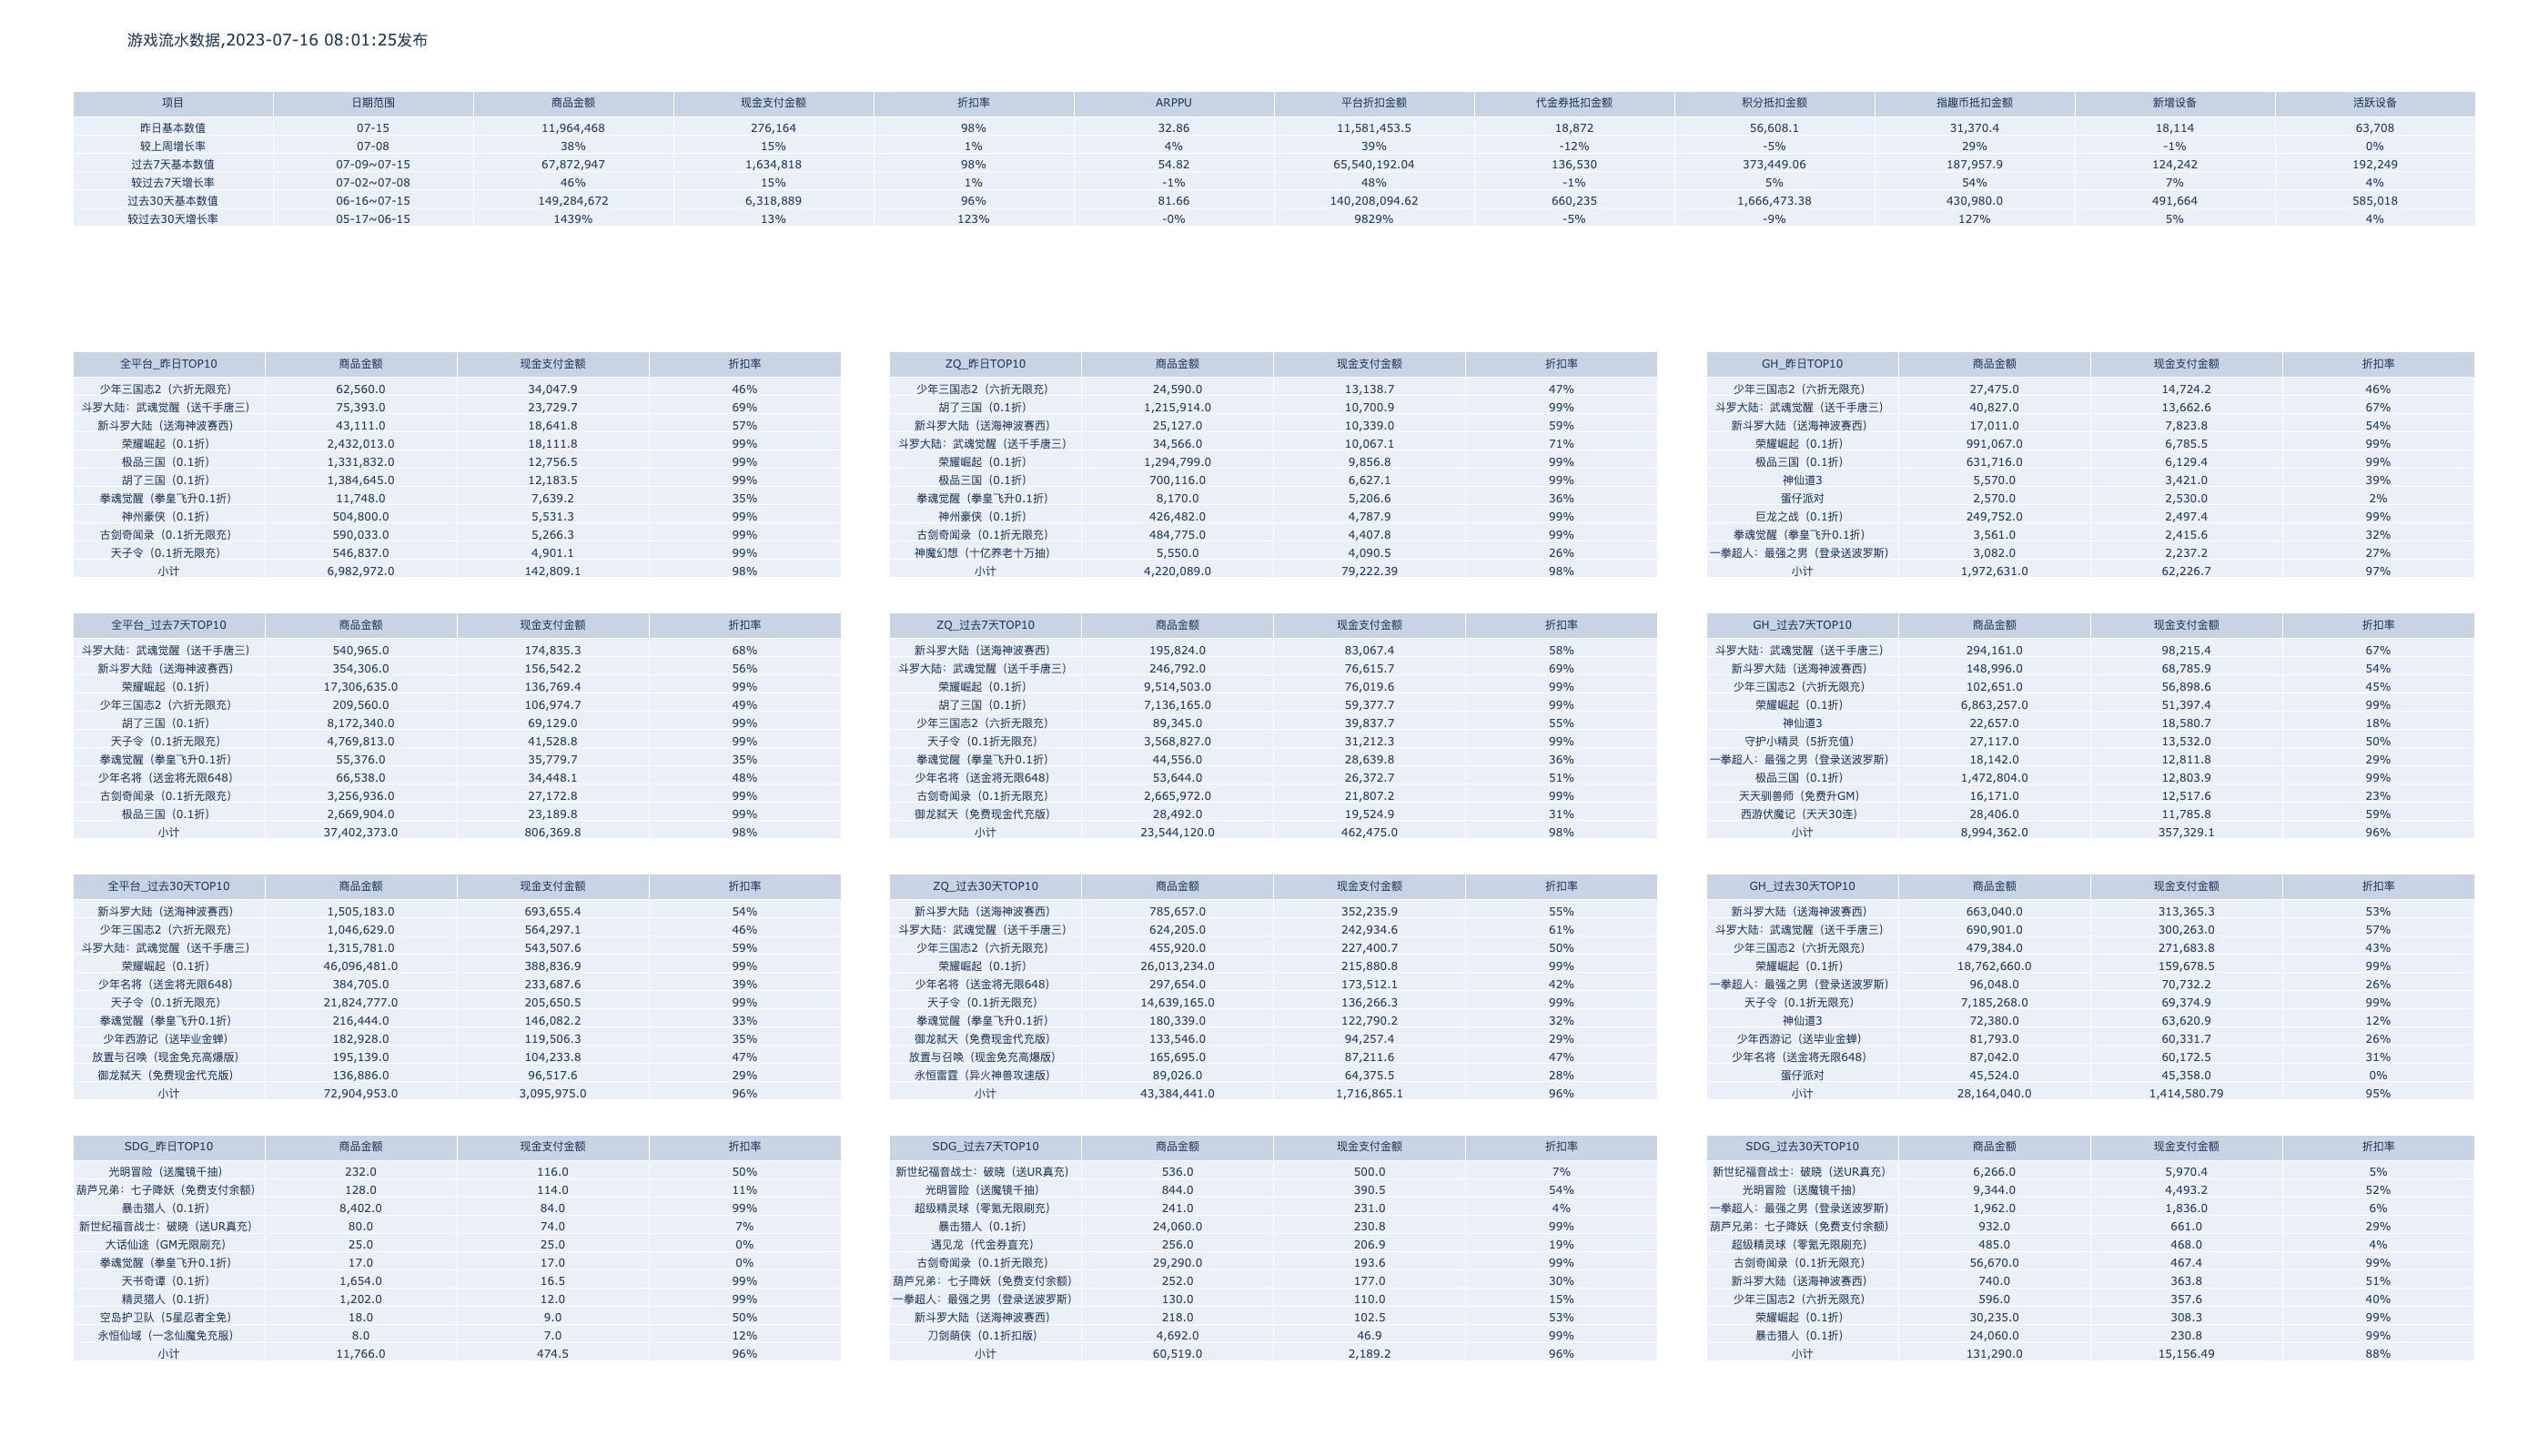 游戏流水数据,2023-07-16 08:01:25发布
项目 日期范围 商品金额 现金支付金额 折扣率 ARPPU 平台折扣金额 代金券抵扣金额 积分抵扣金额 指趣币抵扣金额 新增设备 活跃设备
昨日基本数值 07-15 11,964,468 276,164 98% 32.86 11,581,453.5 18,872 56,608.1 31,370.4 18,114 63,708
较上周增长率 07-08 38% 15% 1% 4% 39% -12% -5% 29% -1% 0%
过去7天基本数值 07-09~07-15 67,872,947 1,634,818 98% 54.82 65,540,192.04 136,530 373,449.06 187,957.9 124,242 192,249
较过去7天增长率 07-02~07-08 46% 15% 1% -1% 48% -1% 5% 54% 7% 4%
过去30天基本数值 06-16~07-15 149,284,672 6,318,889 96% 81.66 140,208,094.62 660,235 1,666,473.38 430,980.0 491,664 585,018
较过去30天增长率 05-17~06-15 1439% 13% 123% -0% 9829% -5% -9% 127% 5% 4%
全平台_昨日TOP10 商品金额 现金支付金额 折扣率
少年三国志2（六折无限充） 62,560.0 34,047.9 46%
斗罗大陆：武魂觉醒（送千手唐三） 75,393.0 23,729.7 69%
新斗罗大陆（送海神波赛西） 43,111.0 18,641.8 57%
荣耀崛起（0.1折） 2,432,013.0 18,111.8 99%
极品三国（0.1折） 1,331,832.0 12,756.5 99%
胡了三国（0.1折） 1,384,645.0 12,183.5 99%
拳魂觉醒（拳皇飞升0.1折） 11,748.0 7,639.2 35%
神州豪侠（0.1折） 504,800.0 5,531.3 99%
古剑奇闻录（0.1折无限充） 590,033.0 5,266.3 99%
天子令（0.1折无限充） 546,837.0 4,901.1 99%
小计 6,982,972.0 142,809.1 98%
ZQ_昨日TOP10 商品金额 现金支付金额 折扣率
少年三国志2（六折无限充） 24,590.0 13,138.7 47%
胡了三国（0.1折） 1,215,914.0 10,700.9 99%
新斗罗大陆（送海神波赛西） 25,127.0 10,339.0 59%
斗罗大陆：武魂觉醒（送千手唐三） 34,566.0 10,067.1 71%
荣耀崛起（0.1折） 1,294,799.0 9,856.8 99%
极品三国（0.1折） 700,116.0 6,627.1 99%
拳魂觉醒（拳皇飞升0.1折） 8,170.0 5,206.6 36%
神州豪侠（0.1折） 426,482.0 4,787.9 99%
古剑奇闻录（0.1折无限充） 484,775.0 4,407.8 99%
神魔幻想（十亿养老十万抽） 5,550.0 4,090.5 26%
小计 4,220,089.0 79,222.39 98%
GH_昨日TOP10 商品金额 现金支付金额 折扣率
少年三国志2（六折无限充） 27,475.0 14,724.2 46%
斗罗大陆：武魂觉醒（送千手唐三） 40,827.0 13,662.6 67%
新斗罗大陆（送海神波赛西） 17,011.0 7,823.8 54%
荣耀崛起（0.1折） 991,067.0 6,785.5 99%
极品三国（0.1折） 631,716.0 6,129.4 99%
神仙道3 5,570.0 3,421.0 39%
蛋仔派对 2,570.0 2,530.0 2%
巨龙之战（0.1折） 249,752.0 2,497.4 99%
拳魂觉醒（拳皇飞升0.1折） 3,561.0 2,415.6 32%
一拳超人：最强之男（登录送波罗斯） 3,082.0 2,237.2 27%
小计 1,972,631.0 62,226.7 97%
全平台_过去7天TOP10 商品金额 现金支付金额 折扣率
斗罗大陆：武魂觉醒（送千手唐三） 540,965.0 174,835.3 68%
新斗罗大陆（送海神波赛西） 354,306.0 156,542.2 56%
荣耀崛起（0.1折） 17,306,635.0 136,769.4 99%
少年三国志2（六折无限充） 209,560.0 106,974.7 49%
胡了三国（0.1折） 8,172,340.0 69,129.0 99%
天子令（0.1折无限充） 4,769,813.0 41,528.8 99%
拳魂觉醒（拳皇飞升0.1折） 55,376.0 35,779.7 35%
少年名将（送金将无限648） 66,538.0 34,448.1 48%
古剑奇闻录（0.1折无限充） 3,256,936.0 27,172.8 99%
极品三国（0.1折） 2,669,904.0 23,189.8 99%
小计 37,402,373.0 806,369.8 98%
ZQ_过去7天TOP10 商品金额 现金支付金额 折扣率
新斗罗大陆（送海神波赛西） 195,824.0 83,067.4 58%
斗罗大陆：武魂觉醒（送千手唐三） 246,792.0 76,615.7 69%
荣耀崛起（0.1折） 9,514,503.0 76,019.6 99%
胡了三国（0.1折） 7,136,165.0 59,377.7 99%
少年三国志2（六折无限充） 89,345.0 39,837.7 55%
天子令（0.1折无限充） 3,568,827.0 31,212.3 99%
拳魂觉醒（拳皇飞升0.1折） 44,556.0 28,639.8 36%
少年名将（送金将无限648） 53,644.0 26,372.7 51%
古剑奇闻录（0.1折无限充） 2,665,972.0 21,807.2 99%
御龙弑天（免费现金代充版） 28,492.0 19,524.9 31%
小计 23,544,120.0 462,475.0 98%
GH_过去7天TOP10 商品金额 现金支付金额 折扣率
斗罗大陆：武魂觉醒（送千手唐三） 294,161.0 98,215.4 67%
新斗罗大陆（送海神波赛西） 148,996.0 68,785.9 54%
少年三国志2（六折无限充） 102,651.0 56,898.6 45%
荣耀崛起（0.1折） 6,863,257.0 51,397.4 99%
神仙道3 22,657.0 18,580.7 18%
守护小精灵（5折充值） 27,117.0 13,532.0 50%
一拳超人：最强之男（登录送波罗斯） 18,142.0 12,811.8 29%
极品三国（0.1折） 1,472,804.0 12,803.9 99%
天天驯兽师（免费升GM） 16,171.0 12,517.6 23%
西游伏魔记（天天30连） 28,406.0 11,785.8 59%
小计 8,994,362.0 357,329.1 96%
全平台_过去30天TOP10 商品金额 现金支付金额 折扣率
新斗罗大陆（送海神波赛西） 1,505,183.0 693,655.4 54%
少年三国志2（六折无限充） 1,046,629.0 564,297.1 46%
斗罗大陆：武魂觉醒（送千手唐三） 1,315,781.0 543,507.6 59%
荣耀崛起（0.1折） 46,096,481.0 388,836.9 99%
少年名将（送金将无限648） 384,705.0 233,687.6 39%
天子令（0.1折无限充） 21,824,777.0 205,650.5 99%
拳魂觉醒（拳皇飞升0.1折） 216,444.0 146,082.2 33%
少年西游记（送毕业金蝉） 182,928.0 119,506.3 35%
放置与召唤（现金免充高爆版） 195,139.0 104,233.8 47%
御龙弑天（免费现金代充版） 136,886.0 96,517.6 29%
小计 72,904,953.0 3,095,975.0 96%
ZQ_过去30天TOP10 商品金额 现金支付金额 折扣率
新斗罗大陆（送海神波赛西） 785,657.0 352,235.9 55%
斗罗大陆：武魂觉醒（送千手唐三） 624,205.0 242,934.6 61%
少年三国志2（六折无限充） 455,920.0 227,400.7 50%
荣耀崛起（0.1折） 26,013,234.0 215,880.8 99%
少年名将（送金将无限648） 297,654.0 173,512.1 42%
天子令（0.1折无限充） 14,639,165.0 136,266.3 99%
拳魂觉醒（拳皇飞升0.1折） 180,339.0 122,790.2 32%
御龙弑天（免费现金代充版） 133,546.0 94,257.4 29%
放置与召唤（现金免充高爆版） 165,695.0 87,211.6 47%
永恒雷霆（异火神兽攻速版） 89,026.0 64,375.5 28%
小计 43,384,441.0 1,716,865.1 96%
GH_过去30天TOP10 商品金额 现金支付金额 折扣率
新斗罗大陆（送海神波赛西） 663,040.0 313,365.3 53%
斗罗大陆：武魂觉醒（送千手唐三） 690,901.0 300,263.0 57%
少年三国志2（六折无限充） 479,384.0 271,683.8 43%
荣耀崛起（0.1折） 18,762,660.0 159,678.5 99%
一拳超人：最强之男（登录送波罗斯） 96,048.0 70,732.2 26%
天子令（0.1折无限充） 7,185,268.0 69,374.9 99%
神仙道3 72,380.0 63,620.9 12%
少年西游记（送毕业金蝉） 81,793.0 60,331.7 26%
少年名将（送金将无限648） 87,042.0 60,172.5 31%
蛋仔派对 45,524.0 45,358.0 0%
小计 28,164,040.0 1,414,580.79 95%
SDG_昨日TOP10 商品金额 现金支付金额 折扣率
光明冒险（送魔镜千抽） 232.0 116.0 50%
葫芦兄弟：七子降妖（免费支付余额） 128.0 114.0 11%
暴击猎人（0.1折） 8,402.0 84.0 99%
新世纪福音战士：破晓（送UR真充） 80.0 74.0 7%
大话仙途（GM无限刷充） 25.0 25.0 0%
拳魂觉醒（拳皇飞升0.1折） 17.0 17.0 0%
天书奇谭（0.1折） 1,654.0 16.5 99%
精灵猎人（0.1折） 1,202.0 12.0 99%
空岛护卫队（5星忍者全免） 18.0 9.0 50%
永恒仙域（一念仙魔免充服） 8.0 7.0 12%
小计 11,766.0 474.5 96%
SDG_过去7天TOP10 商品金额 现金支付金额 折扣率
新世纪福音战士：破晓（送UR真充） 536.0 500.0 7%
光明冒险（送魔镜千抽） 844.0 390.5 54%
超级精灵球（零氪无限刷充） 241.0 231.0 4%
暴击猎人（0.1折） 24,060.0 230.8 99%
遇见龙（代金券直充） 256.0 206.9 19%
古剑奇闻录（0.1折无限充） 29,290.0 193.6 99%
葫芦兄弟：七子降妖（免费支付余额） 252.0 177.0 30%
一拳超人：最强之男（登录送波罗斯） 130.0 110.0 15%
新斗罗大陆（送海神波赛西） 218.0 102.5 53%
刀剑萌侠（0.1折扣版） 4,692.0 46.9 99%
小计 60,519.0 2,189.2 96%
SDG_过去30天TOP10 商品金额 现金支付金额 折扣率
新世纪福音战士：破晓（送UR真充） 6,266.0 5,970.4 5%
光明冒险（送魔镜千抽） 9,344.0 4,493.2 52%
一拳超人：最强之男（登录送波罗斯） 1,962.0 1,836.0 6%
葫芦兄弟：七子降妖（免费支付余额） 932.0 661.0 29%
超级精灵球（零氪无限刷充） 485.0 468.0 4%
古剑奇闻录（0.1折无限充） 56,670.0 467.4 99%
新斗罗大陆（送海神波赛西） 740.0 363.8 51%
少年三国志2（六折无限充） 596.0 357.6 40%
荣耀崛起（0.1折） 30,235.0 308.3 99%
暴击猎人（0.1折） 24,060.0 230.8 99%
小计 131,290.0 15,156.49 88%